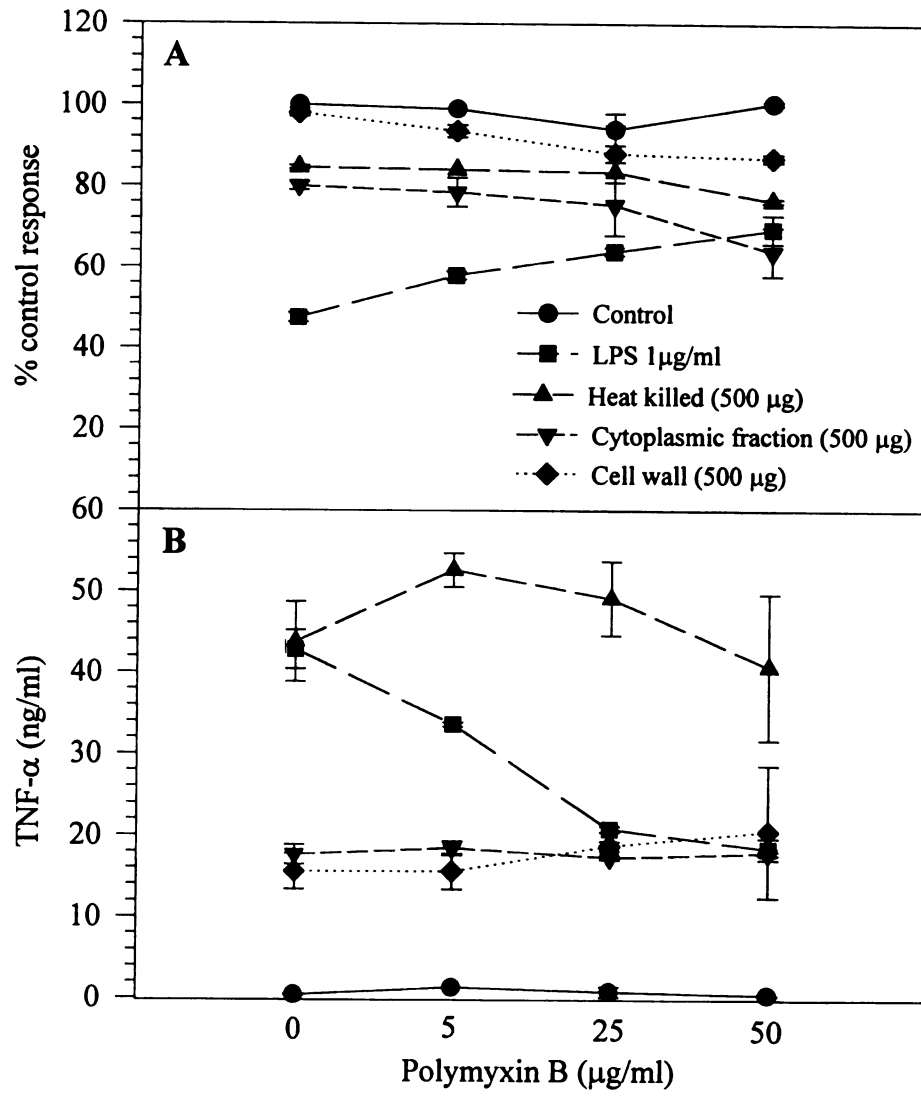 120
A
100
80
60
40
20
60
% control response
Control
LPS 1μg/ml
Heat killed (500 μg)
Cytoplasmic fraction (500 μg)
Cell wall (500 μg)
B
50
40
30
20
10
0
TNF-α (ng/ml)
0 5 25 50
Polymyxin B (μg/ml)